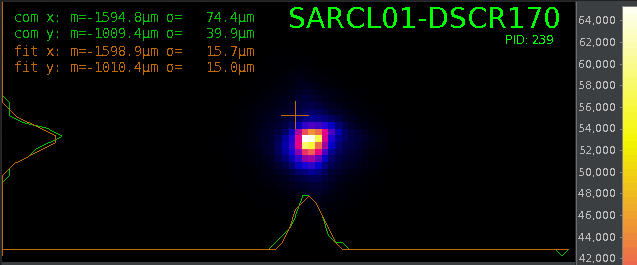 SARCL01-DSCR170
PID: 239
com x: m=-1594.8μm σ= 74.4μm
com y: m=-1009.4μm σ= 39.9μm
fit x: m=-1598.9μm σ= 15.7μm
fit y: m=-1010.4μm σ= 15.0μm
64,000
62,000
60,000
58,000
56,000
54,000
52,000
50,000
48,000
46,000
44,000
42,000